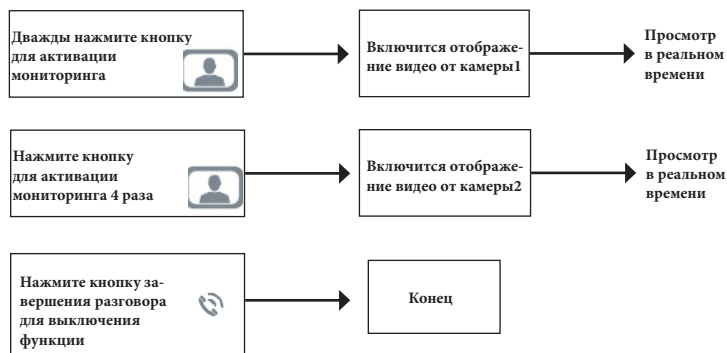 Дважды нажмите кнопку
для активации
мониторинга
Включится отображе-
ние видео от камеры1
Просмотр
в реальном
времени
Нажмите кнопку
для активации
мониторинга 4 раза
Включится отображе-
ние видео от камеры2
Просмотр
в реальном
времени
Нажмите кнопку за-
вершения разговора
для выключения
функции
Конец